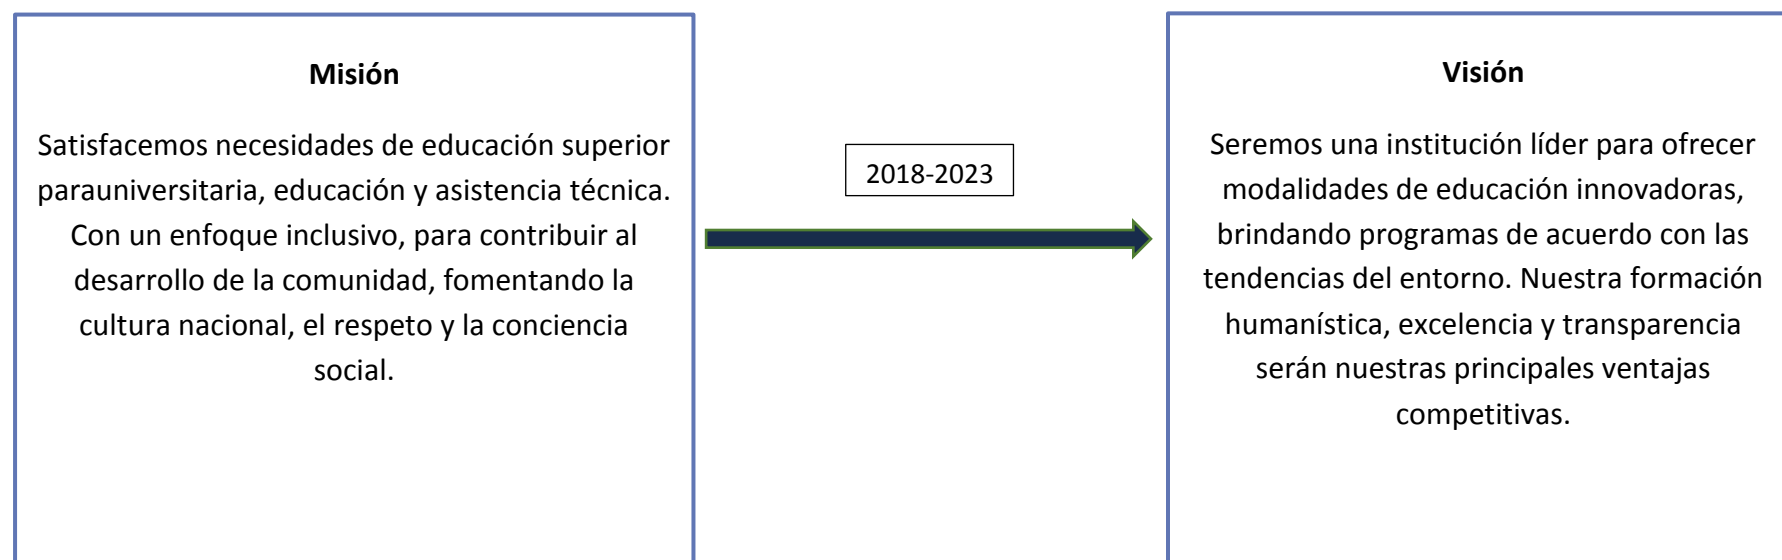 Misión
Satisfacemos necesidades de educación superior
parauniversitaria, educación y asistencia técnica.
Con un enfoque inclusivo, para contribuir al
desarrollo de la comunidad, fomentando la
cultura nacional, el respeto y la conciencia
social.
2018-2023
Visión
Seremos una institución líder para ofrecer
modalidades de educación innovadoras,
brindando programas de acuerdo con las
tendencias del entorno. Nuestra formación
humanística, excelencia y transparencia
serán nuestras principales ventajas
competitivas.